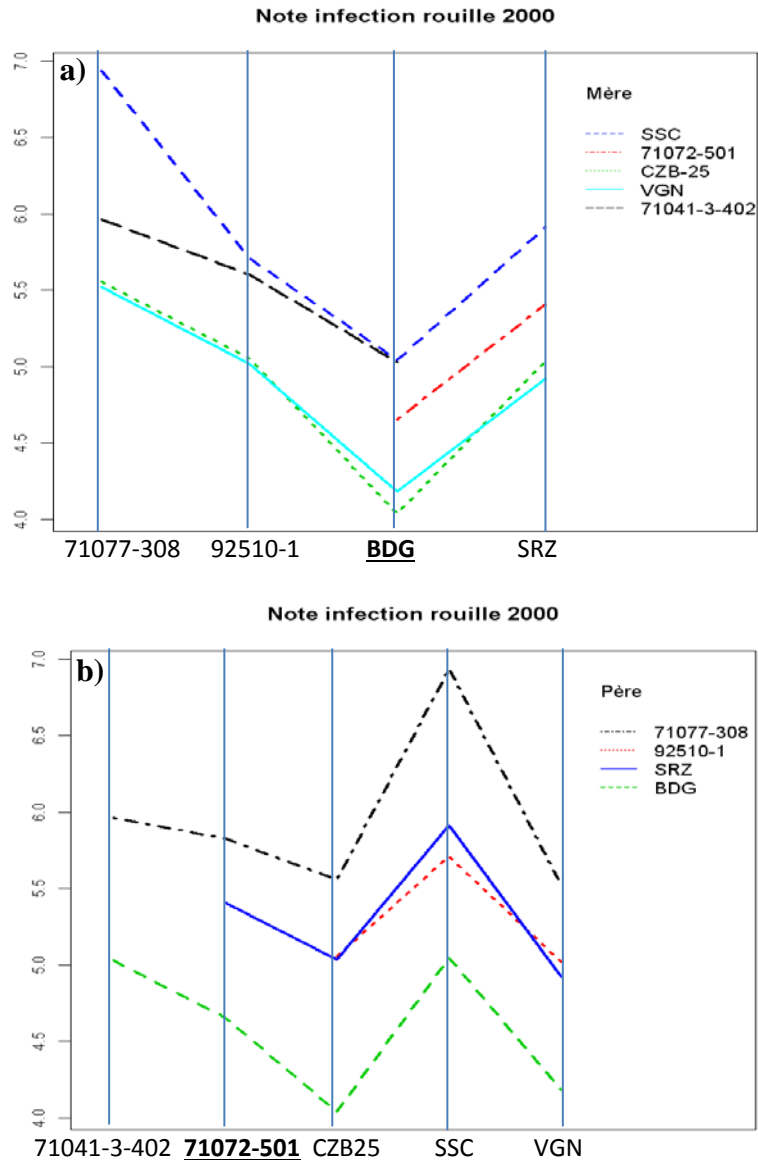 Note infection rouille 2000
a)
7.0
6.5
6.0
5.5
5.0
4.5
4.0
Mère
SSC
71072-501
CZB-25
VGN
71041-3-402
71077-308 92510-1 BDG SRZ
Note infection rouille 2000
b)
7.0
6.5
6.0
5.5
5.0
4.5
4.0
Père
71077-308
92510-1
SRZ
BDG
71041-3-402 71072-501 CZB25 SSC VGN